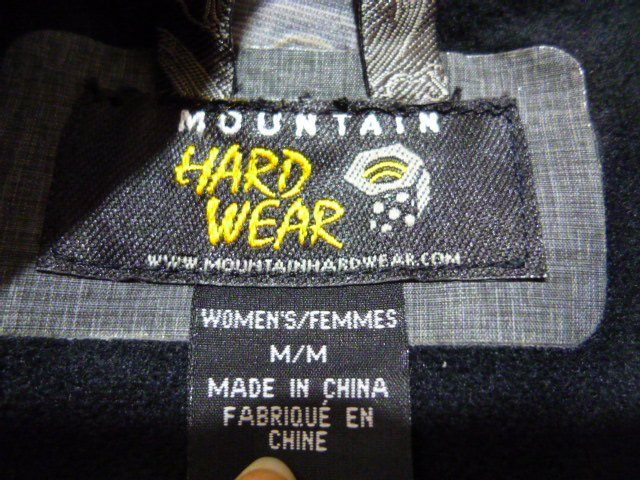 MOUNTAIN
HARD
WEAR
WWW.MOUNTAINHARDWEAR.COM
WOMEN'S/FEMMES
M/M
MADE IN CHINA
FABRIQUÉ EN
CHINE